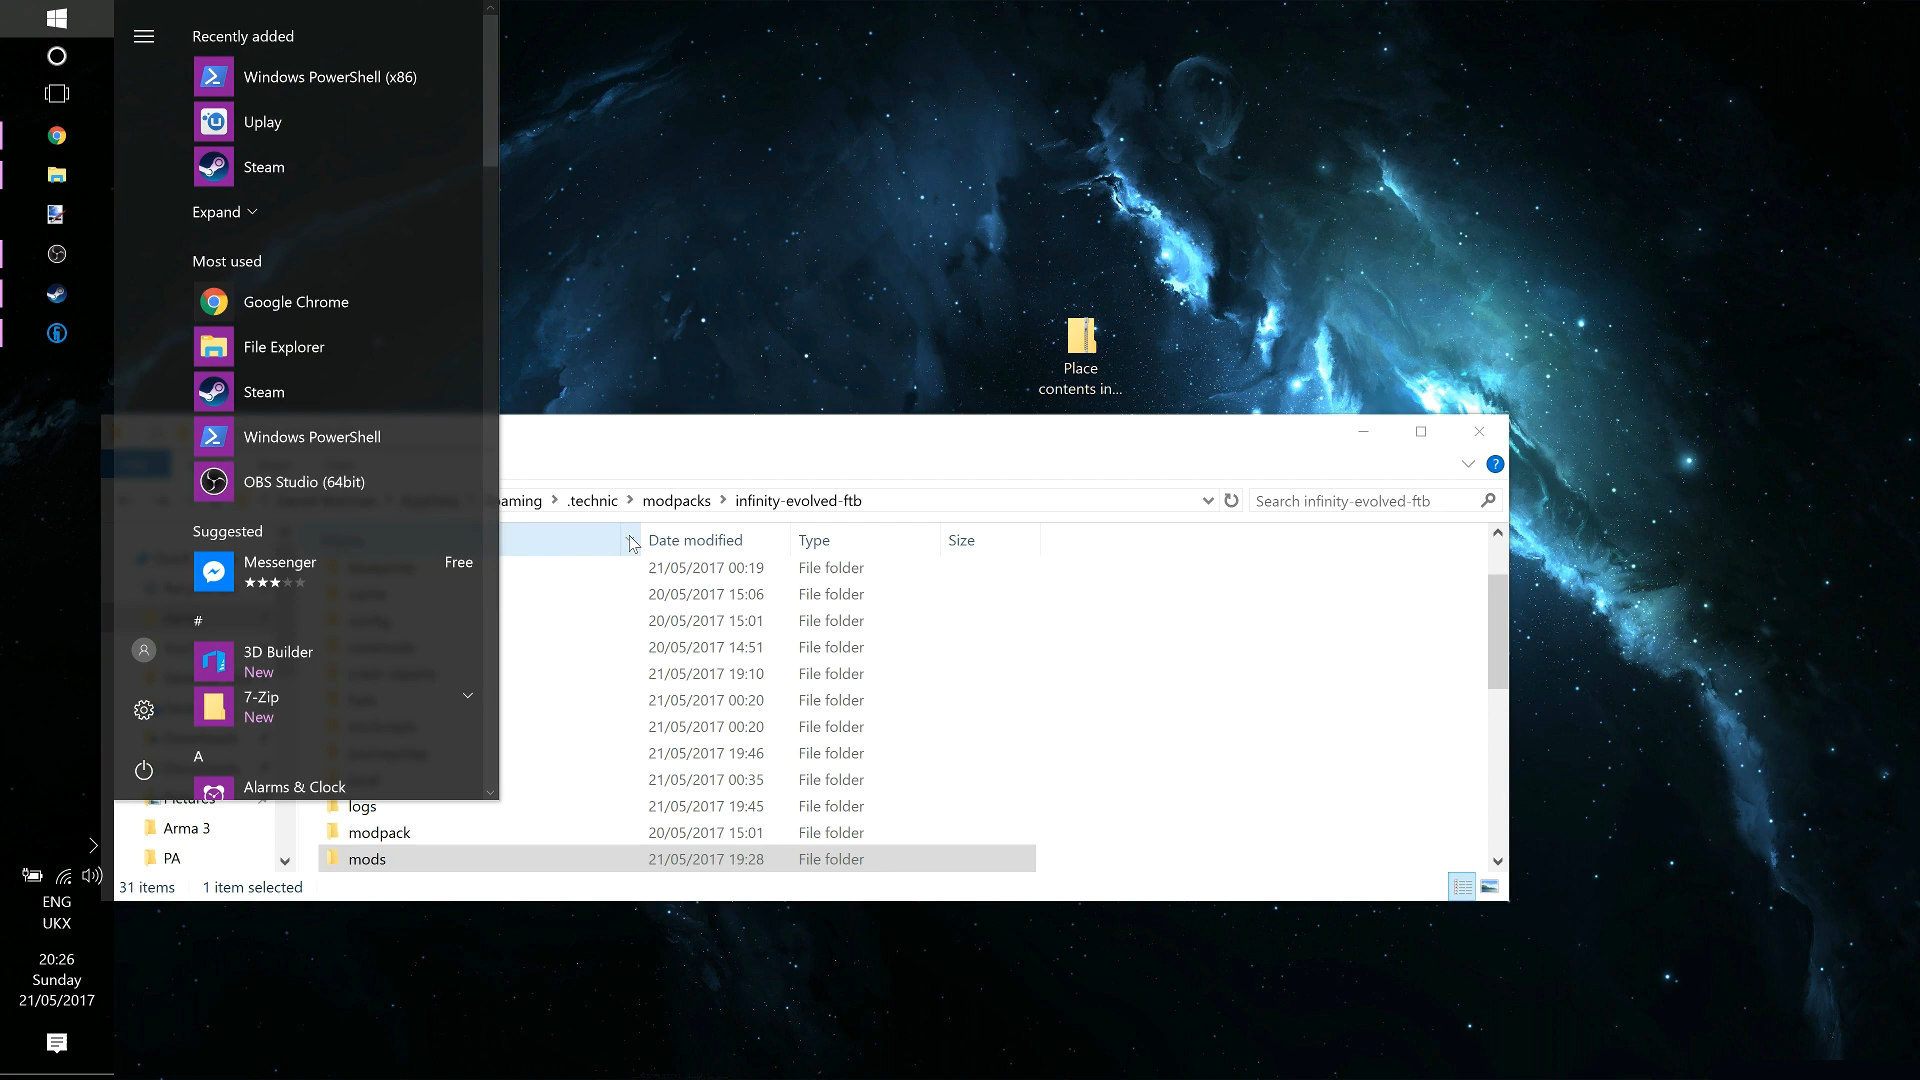 Recently added
Windows PowerShell (x86)
Uplay
Steam
Expand
Most used
Google Chrome
File Explorer
Steam
Windows PowerShell
OBS Studio (64bit)
Suggested
Messenger Free
#
3D Builder
New
7-Zip
New
A
Alarms & Clock
Place
contents in...
.technic modpacks infinity-evolved-ftb
Search infinity-evolved-ftb
Date modified Type Size
21/05/2017 00:19 File folder
20/05/2017 15:06 File folder
20/05/2017 15:01 File folder
20/05/2017 14:51 File folder
21/05/2017 19:10 File folder
21/05/2017 00:20 File folder
21/05/2017 00:20 File folder
21/05/2017 19:46 File folder
21/05/2017 00:35 File folder
logs 21/05/2017 19:45 File folder
modpack 20/05/2017 15:01 File folder
mods 21/05/2017 19:28 File folder
Pictures
Arma 3
PA
31 items 1 item selected
ENG
UKX
20:26
Sunday
21/05/2017